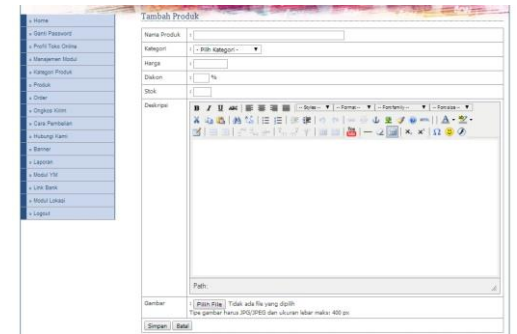 Tambah Produk
» Home
» Ganti Password
» Profil Toko Online
» Manajemen Modul
» Kategori Produk
» Produk
» Order
» Ongkos Kirim
» Cara Pembelian
» Hubungi Kami
» Banner
» Laporan
» Modul YM
» Link Bank
» Modul Lokasi
» Logout
Nama Produk :
Kategori : - Pilih Kategori -
Harga :
Diskon : %
Stok :
Deskripsi
B I U ABC -- Styles -- -- Format -- -- Font family -- -- Font size --
Path:
Gambar : Pilih File Tidak ada file yang dipilih
Tipe gambar harus JPG/JPEG dan ukuran lebar maks: 400 px
Simpan Batal